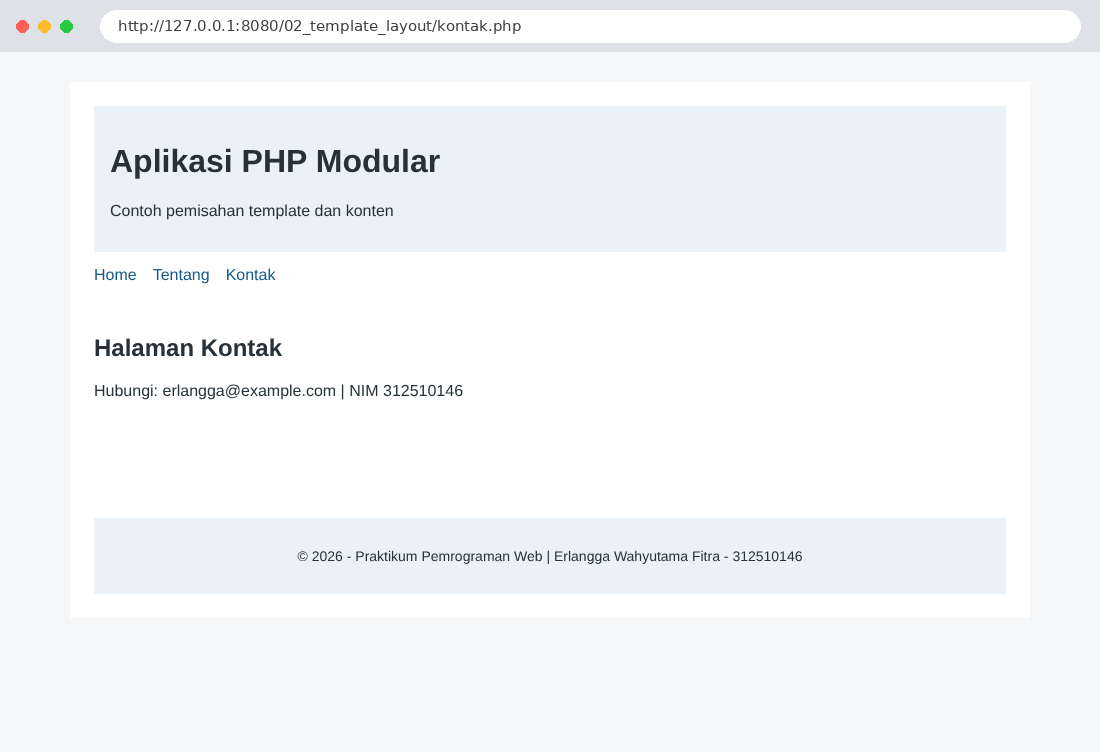 http://127.0.0.1:8080/02_template_layout/kontak.php
Aplikasi PHP Modular
Contoh pemisahan template dan konten
Home Tentang Kontak
Halaman Kontak
Hubungi: erlangga@example.com | NIM 312510146
© 2026 - Praktikum Pemrograman Web | Erlangga Wahyutama Fitra - 312510146